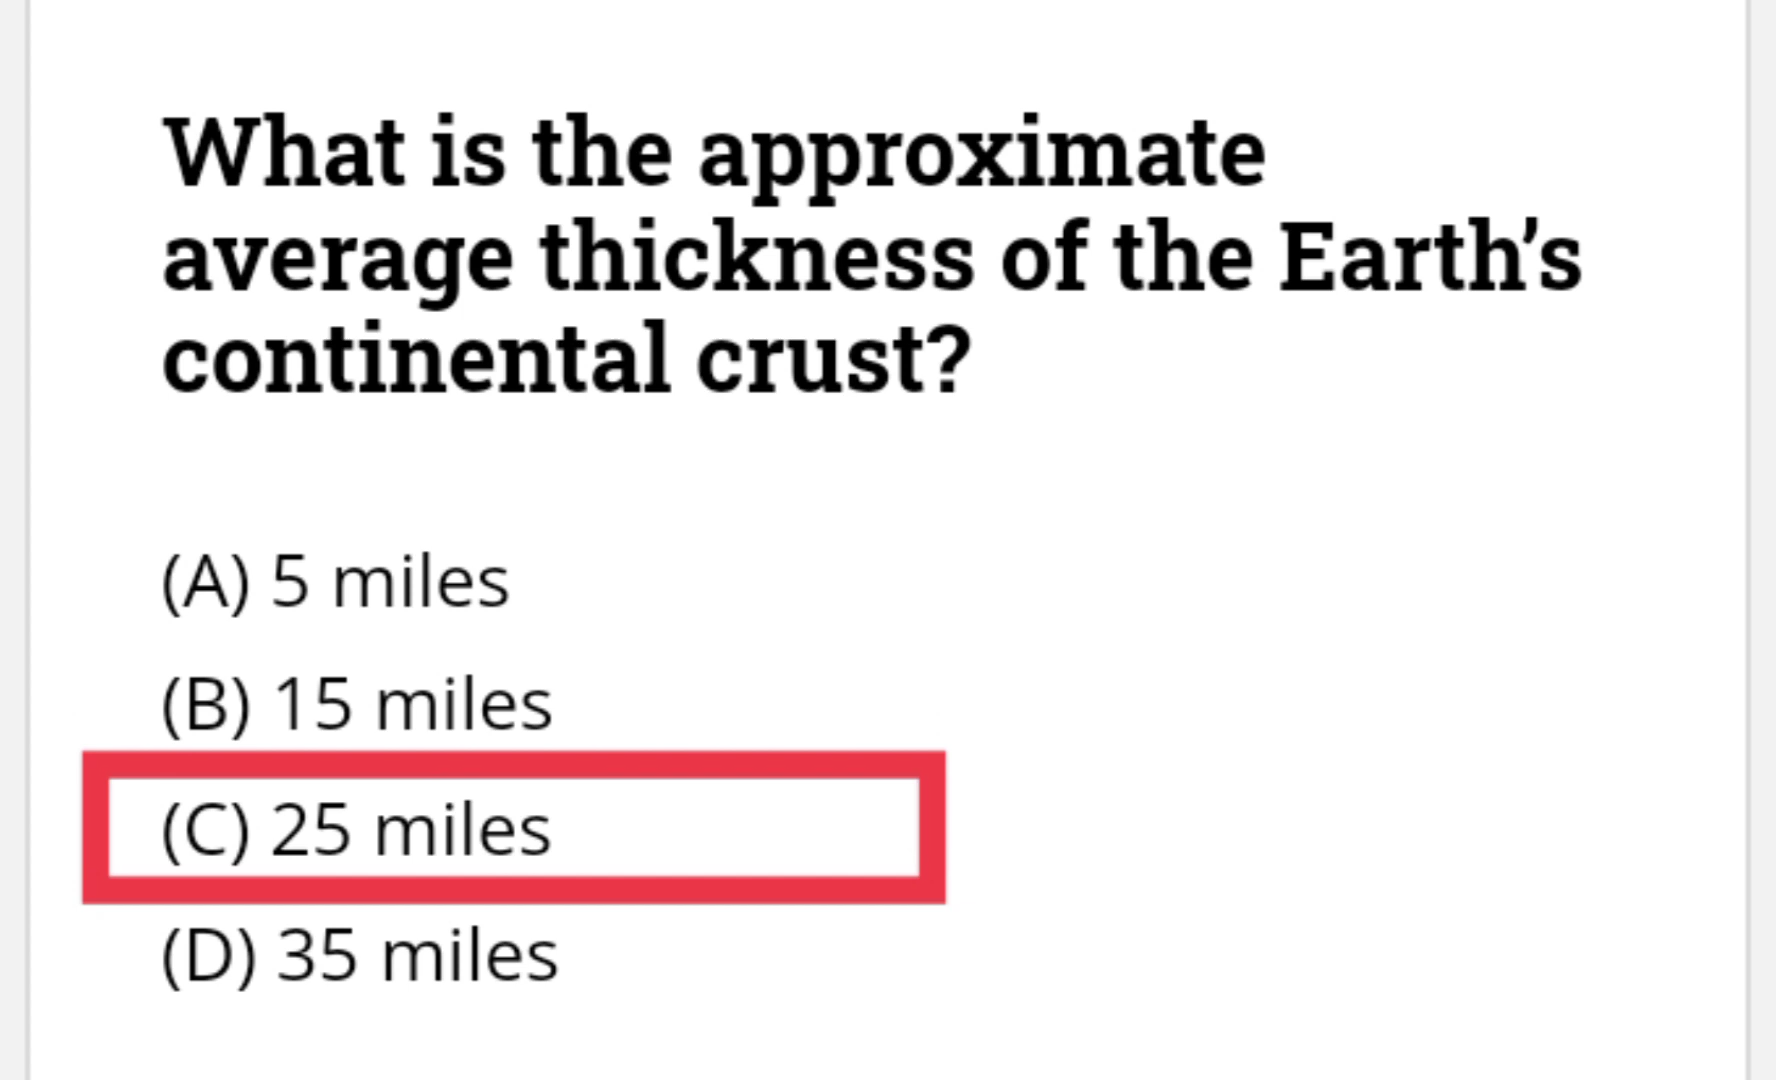 What is the approximate
average thickness of the Earth’s
continental crust?
(A) 5 miles
(B) 15 miles
(C) 25 miles
(D) 35 miles